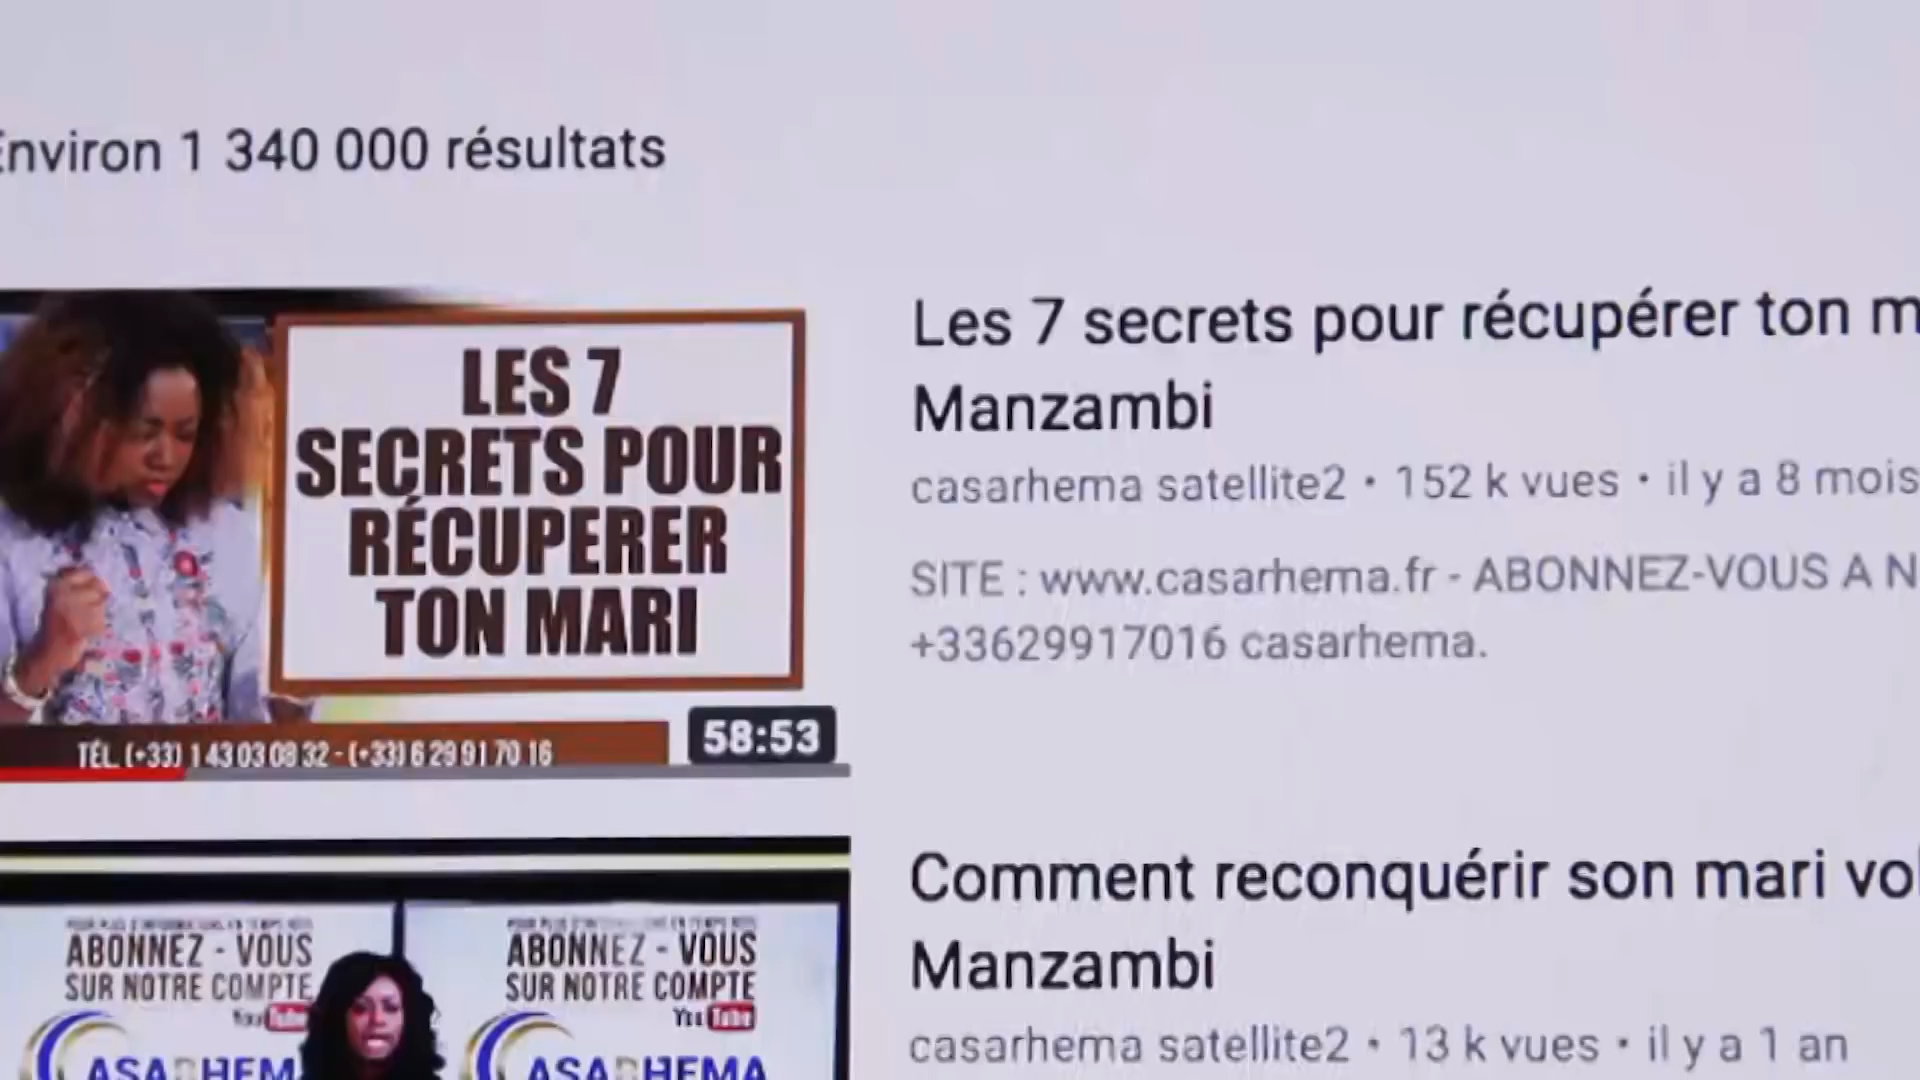 Environ 1 340 000 résultats
LES 7
SECRETS POUR
RÉCUPERER
TON MARI
TÉL. (+33) 1 43 03 08 32 - (+33) 6 29 91 70 16
58:53
Les 7 secrets pour récupérer ton m
Manzambi
casarhema satellite2 • 152 k vues • il y a 8 mois
SITE : www.casarhema.fr - ABONNEZ-VOUS A N
+33629917016 casarhema.
ABONNEZ - VOUS
SUR NOTRE COMPTE
YouTube
ABONNEZ - VOUS
SUR NOTRE COMPTE
YouTube
Comment reconquérir son mari vo
Manzambi
casarhema satellite2 • 13 k vues • il y a 1 an